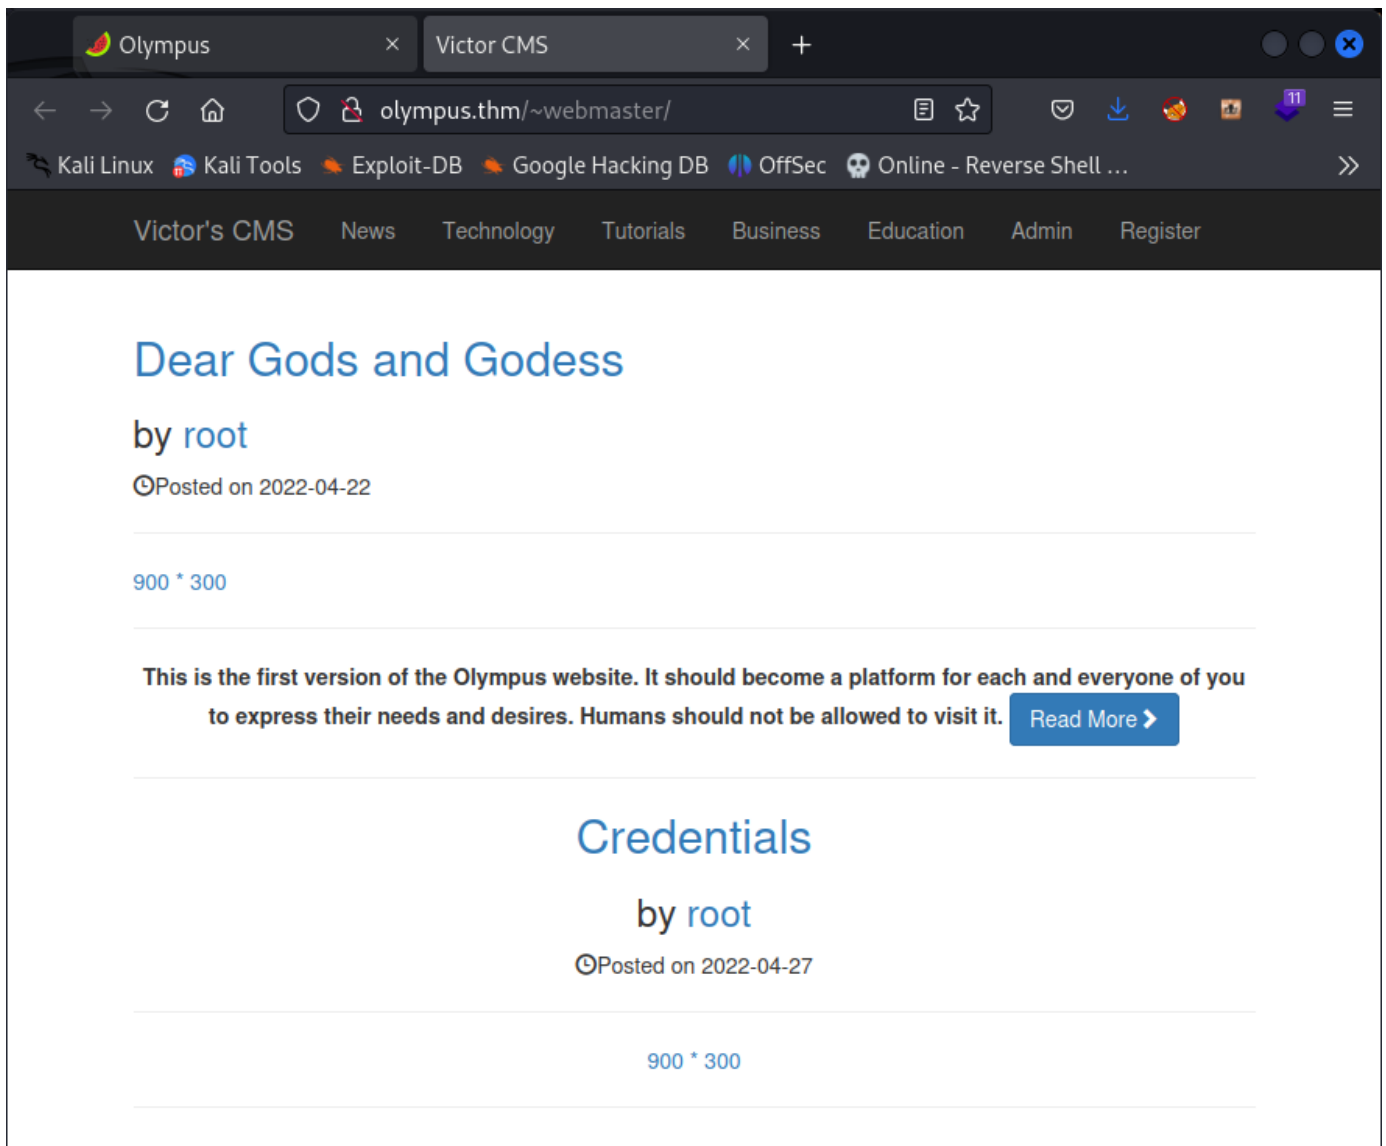 Olympus
Victor CMS
olympus.thm/~webmaster/
11
Kali Linux Kali Tools Exploit-DB Google Hacking DB OffSec Online - Reverse Shell ...
Victor's CMS News Technology Tutorials Business Education Admin Register
Dear Gods and Godess
by root
Posted on 2022-04-22
900 * 300
This is the first version of the Olympus website. It should become a platform for each and everyone of you
to express their needs and desires. Humans should not be allowed to visit it. Read More
Credentials
by root
Posted on 2022-04-27
900 * 300